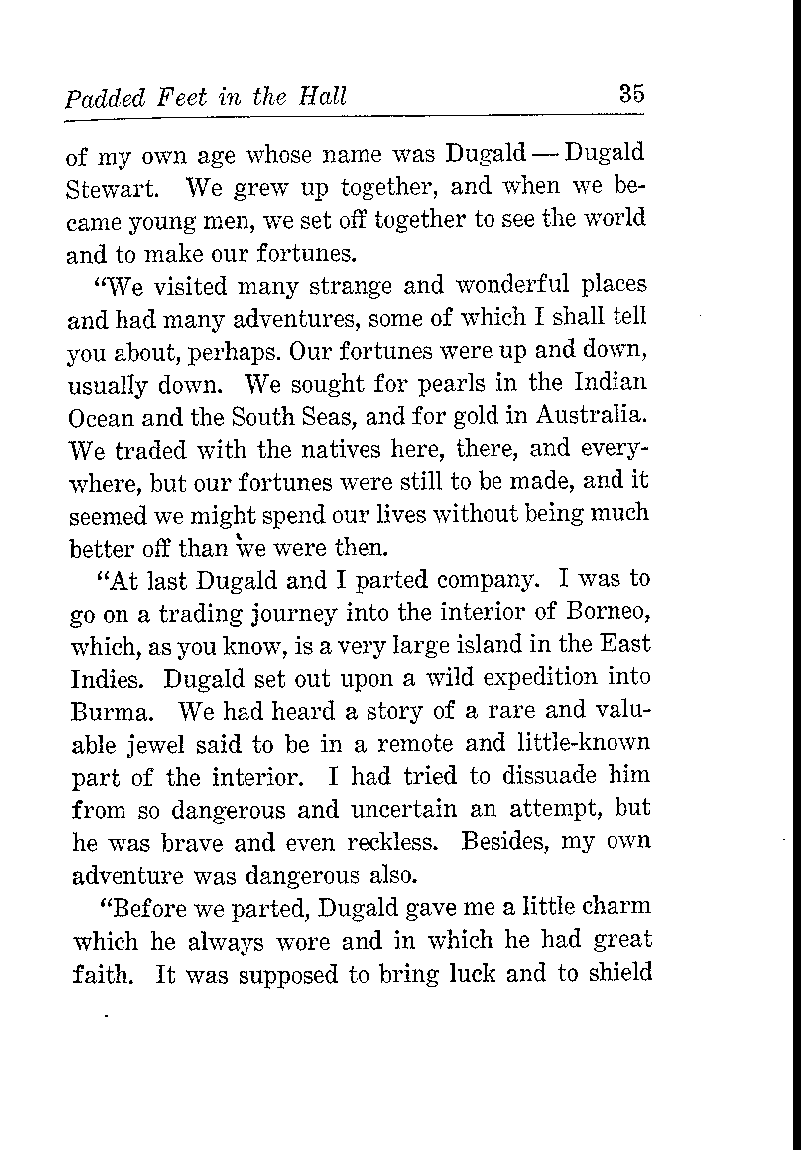 Padded Feet in the Hall 35
of my own age whose name was Dugald — Dugald
Stewart. We grew up together, and when we be-
came young men, we set off together to see the world
and to make our fortunes.
“We visited many strange and wonderful places
and had many adventures, some of which I shall tell
you about, perhaps. Our fortunes were up and down,
usually down. We sought for pearls in the Indian
Ocean and the South Seas, and for gold in Australia.
We traded with the natives here, there, and every-
where, but our fortunes were still to be made, and it
seemed we might spend our lives without being much
better off than we were then.
“At last Dugald and I parted company. I was to
go on a trading journey into the interior of Borneo,
which, as you know, is a very large island in the East
Indies. Dugald set out upon a wild expedition into
Burma. We had heard a story of a rare and valu-
able jewel said to be in a remote and little-known
part of the interior. I had tried to dissuade him
from so dangerous and uncertain an attempt, but
he was brave and even reckless. Besides, my own
adventure was dangerous also.
“Before we parted, Dugald gave me a little charm
which he always wore and in which he had great
faith. It was supposed to bring luck and to shield